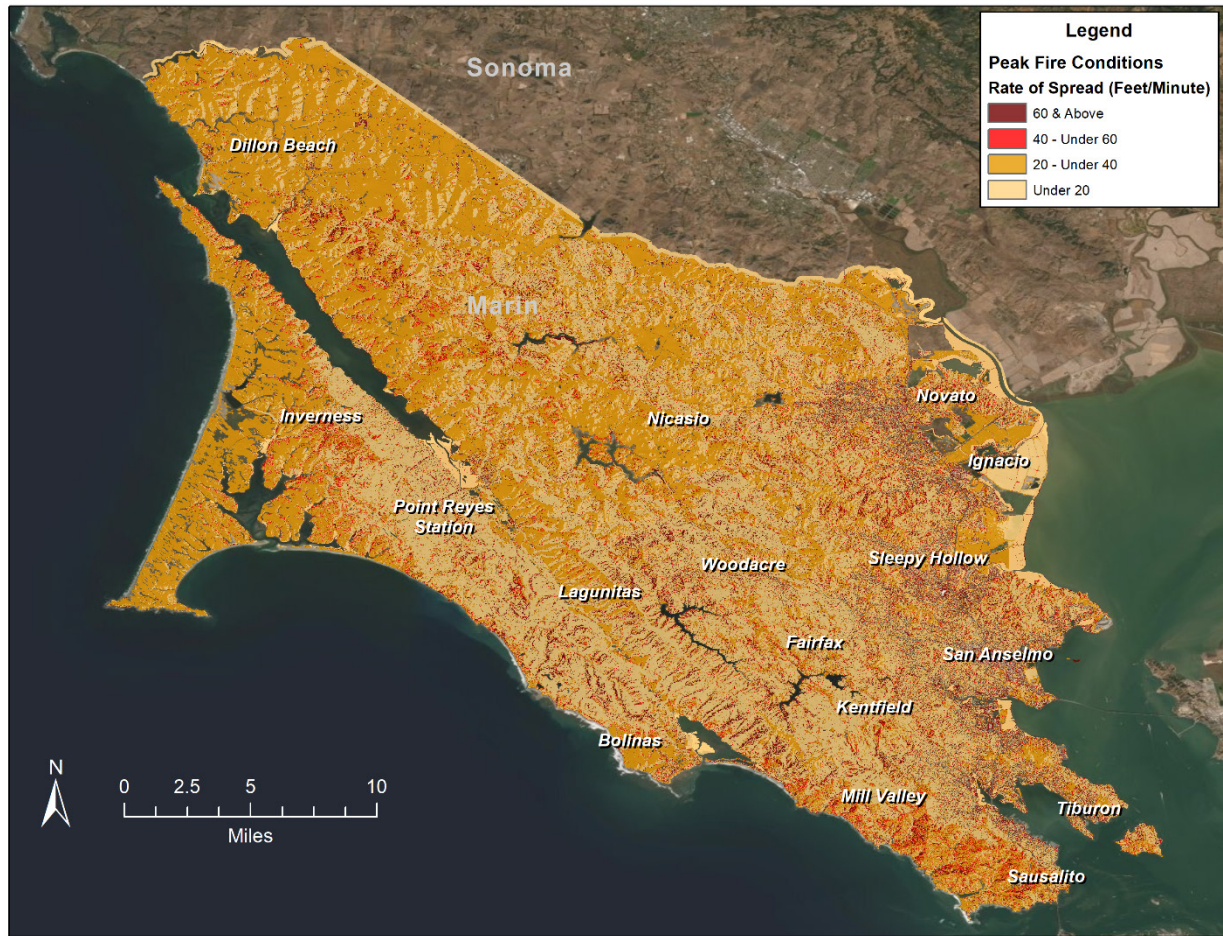 Legend
Peak Fire Conditions
Rate of Spread (Feet/Minute)
60 & Above
40 - Under 60
20 - Under 40
Under 20
Sonoma
Dillon Beach
Marin
Novato
Inverness
Nicasio
Ignacio
Point Reyes
Station
Woodacre
Sleepy Hollow
Lagunitas
Fairfax
San Anselmo
Kentfield
Bolinas
Mill Valley
Tiburon
Sausalito
N
0 2.5 5 10
Miles